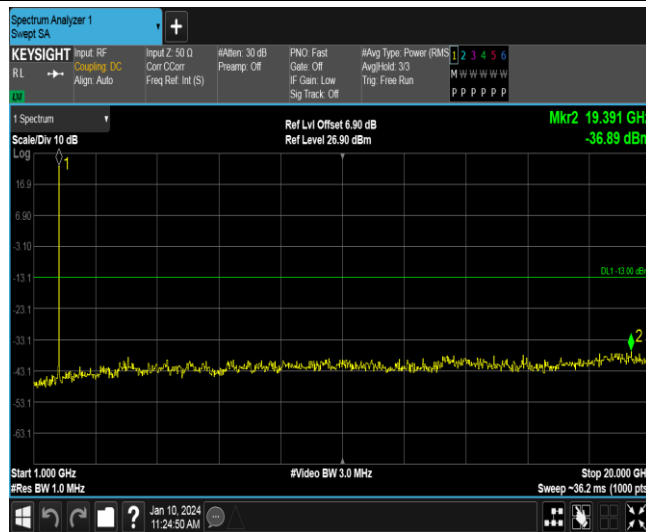 Spectrum Analyzer 1
Swept SA
+
KEYSIGHT
RL
Input: RF
Coupling: DC
Align: Auto
Input Z: 50 Ω
Corr CCorr
Freq Ref: Int (S)
#Atten: 30 dB
Preamp: Off
PNO: Fast
Gate: Off
IF Gain: Low
Sig Track: Off
#Avg Type: Power (RMS
Avg|Hold: 3/3
Trig: Free Run
1 2 3 4 5 6
M W W W W W
P P P P P P
1 Spectrum
Scale/Div 10 dB
Log
Ref Lvl Offset 6.90 dB
Ref Level 26.90 dBm
Mkr2 19.391 GHz
-36.89 dBm
1
16.9
6.90
-3.10
-13.1
DL1 -13.00 dBm
-23.1
-33.1
2
-43.1
-53.1
-63.1
Start 1.000 GHz
#Res BW 1.0 MHz
#Video BW 3.0 MHz
Stop 20.000 GHz
Sweep ~36.2 ms (1000 pts
?
Jan 10, 2024
11:24:50 AM